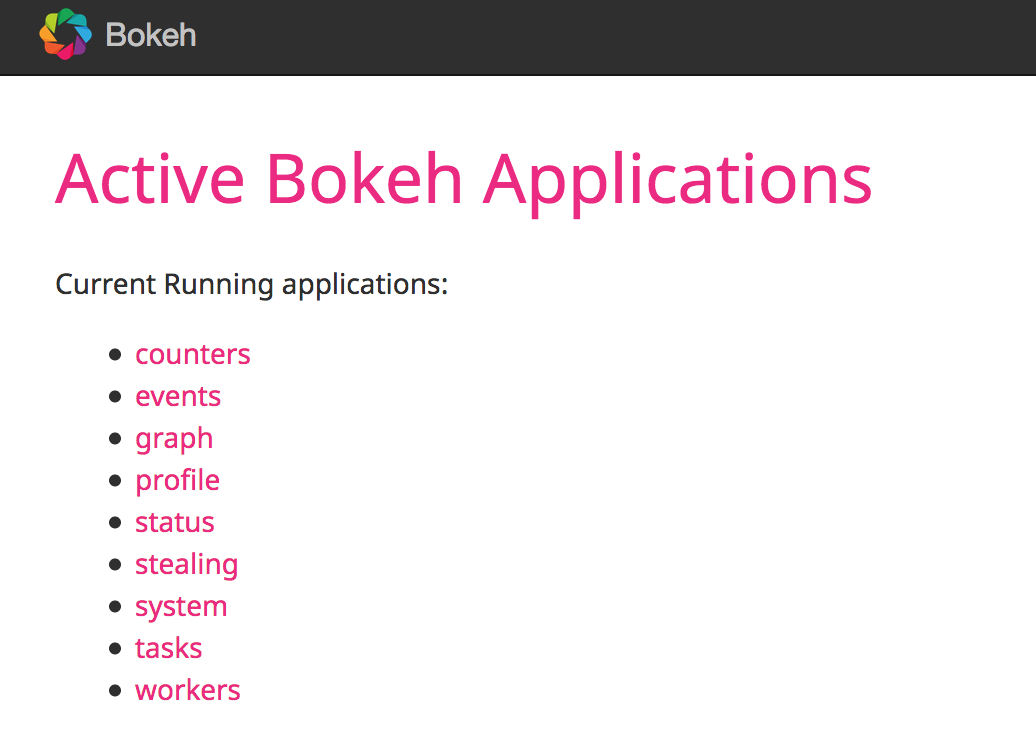 Bokeh
Active Bokeh Applications
Current Running applications:
counters
events
graph
profile
status
stealing
system
tasks
workers